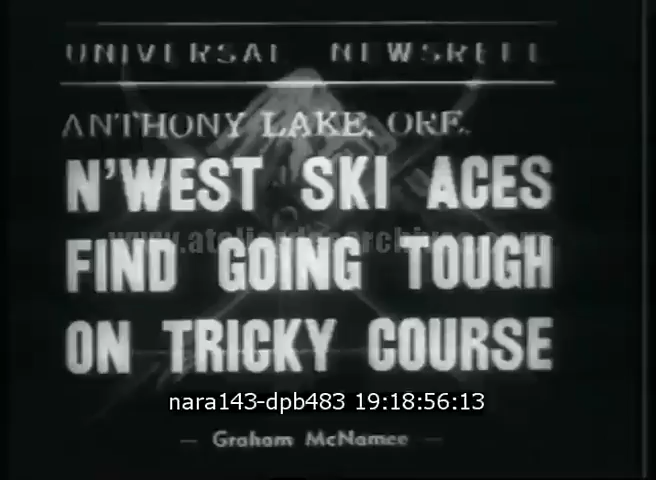 UNIVERSAL NEWSREEL
ANTHONY LAKE, ORE.
N'WEST SKI ACES
FIND GOING TOUGH
ON TRICKY COURSE
nara143-dpb483 19:18:56:13
— Graham McNamee —